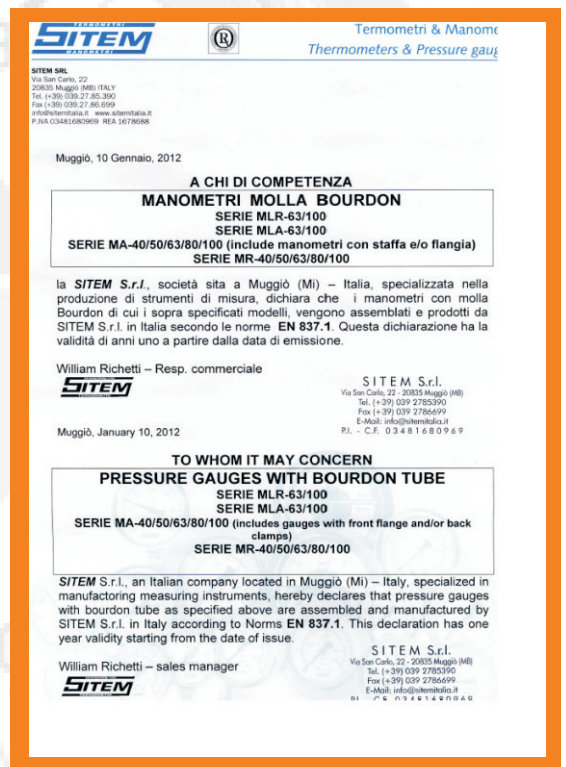 TERMOMETRI
SITEM
MANOMETRI
®
Termometri & Manome
Thermometers & Pressure gaug
SITEM SRL
Via San Carlo, 22
20835 Muggiò (MB) ITALY
Tel. (+39) 039.27.85.390
Fax (+39) 039.27.86.699
info@sitemitalia.it www.sitemitalia.it
P.IVA 03481680969 REA 1678688
Muggiò, 10 Gennaio, 2012
A CHI DI COMPETENZA
MANOMETRI MOLLA BOURDON
SERIE MLR-63/100
SERIE MLA-63/100
SERIE MA-40/50/63/80/100 (include manometri con staffa e/o flangia)
SERIE MR-40/50/63/80/100
la SITEM S.r.l., società sita a Muggiò (Mi) – Italia, specializzata nella
produzione di strumenti di misura, dichiara che i manometri con molla
Bourdon di cui i sopra specificati modelli, vengono assemblati e prodotti da
SITEM S.r.l. in Italia secondo le norme EN 837.1. Questa dichiarazione ha la
validità di anni uno a partire dalla data di emissione.
William Richetti – Resp. commerciale
SITEM
SITEM S.r.l.
Via San Carlo, 22 - 20835 Muggiò (MB)
Tel. (+39) 039 2785390
Fax (+39) 039 2786699
E-Mail: info@sitemitalia.it
P.I. - C.F. 03481680969
Muggiò, January 10, 2012
TO WHOM IT MAY CONCERN
PRESSURE GAUGES WITH BOURDON TUBE
SERIE MLR-63/100
SERIE MLA-63/100
SERIE MA-40/50/63/80/100 (includes gauges with front flange and/or back
clamps)
SERIE MR-40/50/63/80/100
SITEM S.r.l., an Italian company located in Muggiò (Mi) – Italy, specialized in
manufactoring measuring instruments, hereby declares that pressure gauges
with bourdon tube as specified above are assembled and manufactured by
SITEM S.r.l. in Italy according to Norms EN 837.1. This declaration has one
year validity starting from the date of issue.
William Richetti – sales manager
SITEM
SITEM S.r.l.
Via San Carlo, 22 - 20835 Muggiò (MB)
Tel. (+39) 039 2785390
Fax (+39) 039 2786699
E-Mail: info@sitemitalia.it